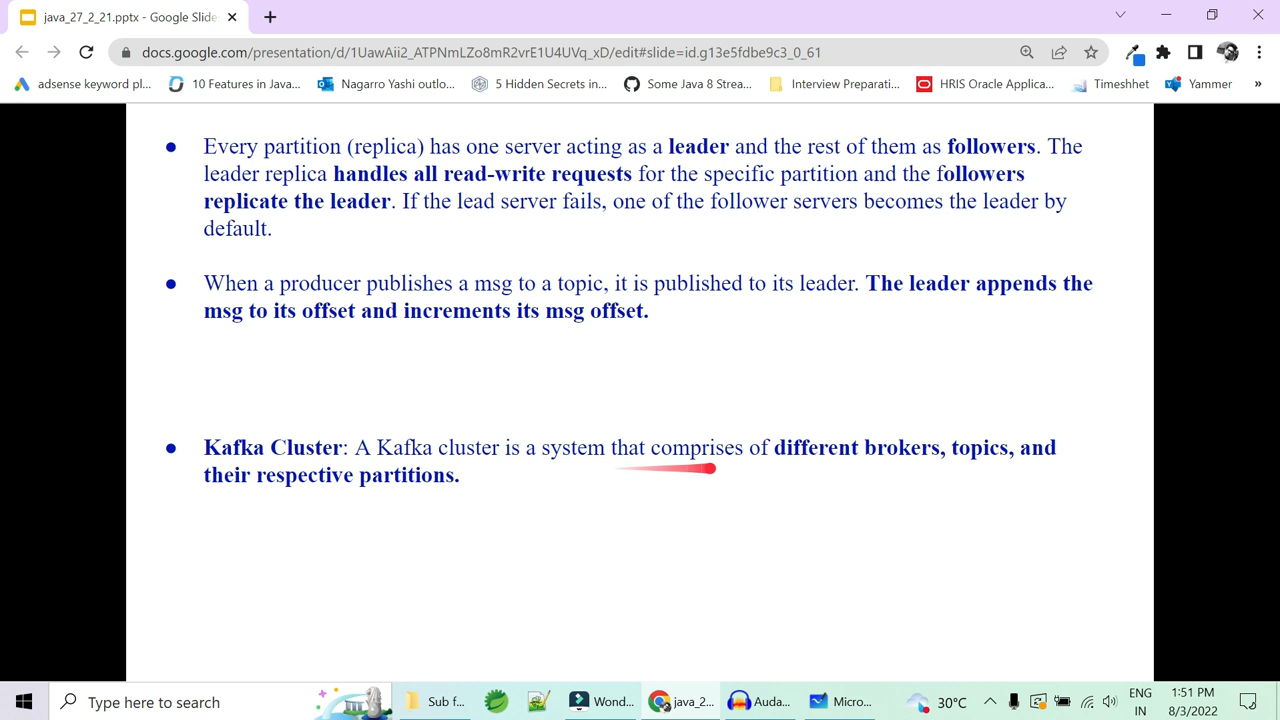 java_27_2_21.pptx - Google Slide
docs.google.com/presentation/d/1UawAii2_ATPNmLZo8mR2vrE1U4UVq_xD/edit#slide=id.g13e5fdbe9c3_0_61
adsense keyword pl...
10 Features in Java...
Nagarro Yashi outlo...
5 Hidden Secrets in...
Some Java 8 Strea...
Interview Preparati...
HRIS Oracle Applica...
Timeshhet
Yammer
»
● Every partition (replica) has one server acting as a leader and the rest of them as followers. The
leader replica handles all read-write requests for the specific partition and the followers
replicate the leader. If the lead server fails, one of the follower servers becomes the leader by
default.
● When a producer publishes a msg to a topic, it is published to its leader. The leader appends the
msg to its offset and increments its msg offset.
● Kafka Cluster: A Kafka cluster is a system that comprises of different brokers, topics, and
their respective partitions.
Type here to search
Sub f...
Wond...
java_2...
Auda...
Micro...
30°C
ENG
IN
1:51 PM
8/3/2022